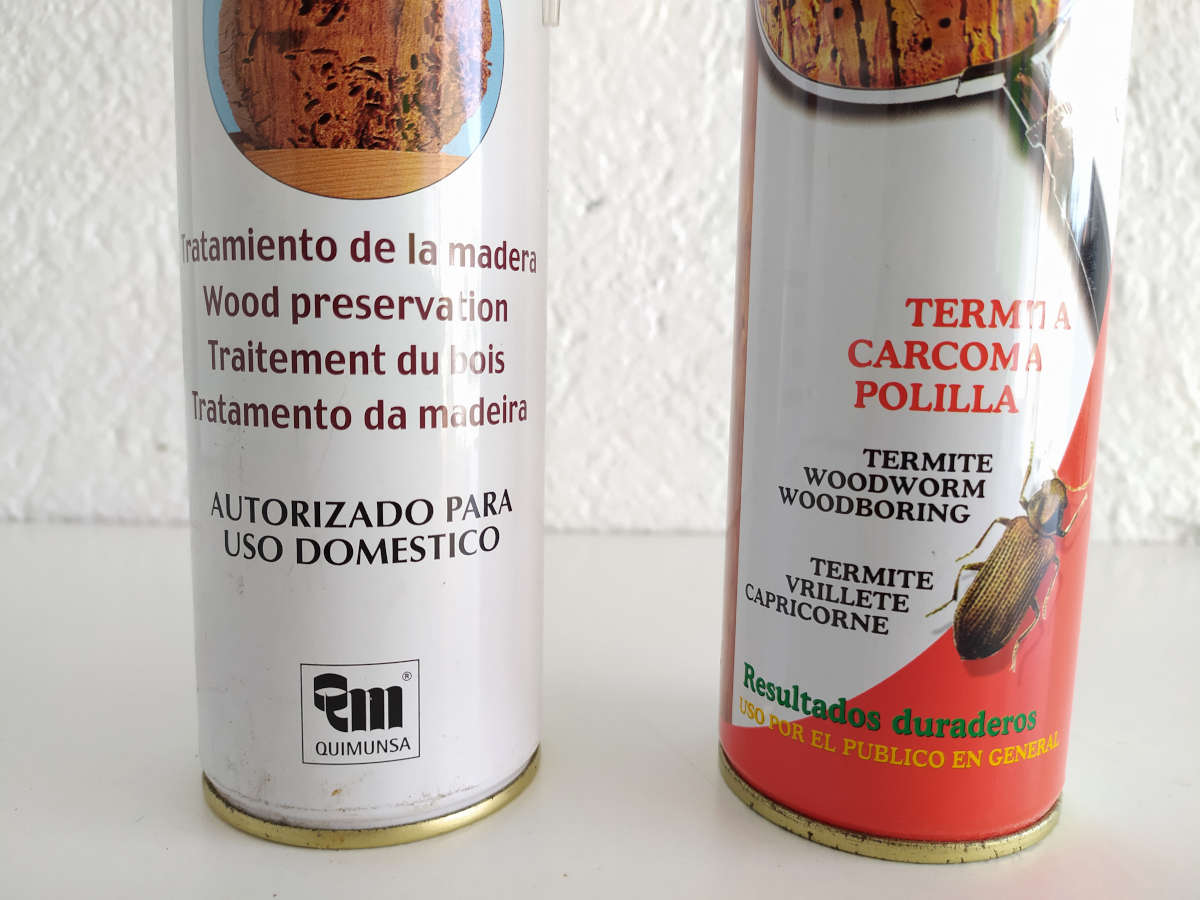 Tratamiento de la madera
Wood preservation
Traitement du bois
Tratamento da madeira
AUTORIZADO PARA
USO DOMESTICO
®
QUIMUNSA
TERMITA
CARCOMA
POLILLA
TERMITE
WOODWORM
WOODBORING
TERMITE
VRILLETE
CAPRICORNE
Resultados duraderos
USO POR EL PUBLICO EN GENERAL